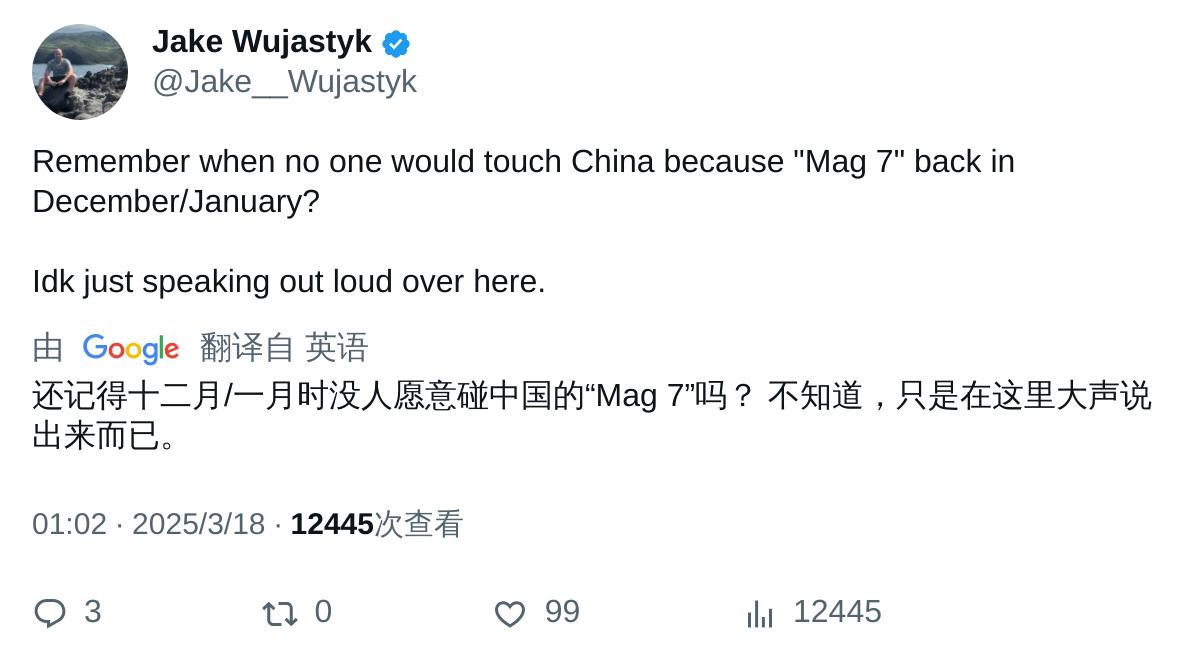 Jake Wujastyk
@Jake__Wujastyk
Remember when no one would touch China because "Mag 7" back in
December/January?
Idk just speaking out loud over here.
由 Google 翻译自 英语
还记得十二月/一月时没人愿意碰中国的“Mag 7”吗？ 不知道，只是在这里大声说
出来而已。
01:02 · 2025/3/18 · 12445次查看
3 0 99 12445